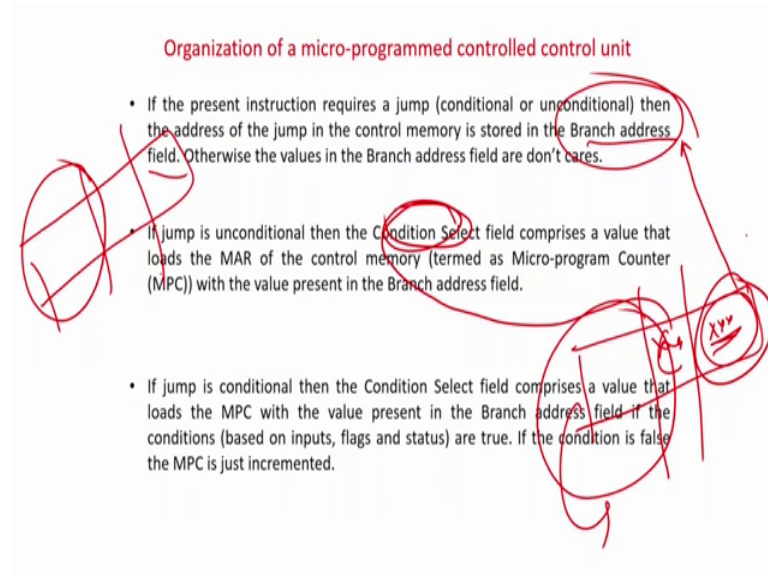 Organization of a micro-programmed controlled control unit
• If the present instruction requires a jump (conditional or unconditional) then
the address of the jump in the control memory is stored in the Branch address
field. Otherwise the values in the Branch address field are don't cares.
• If jump is unconditional then the Condition Select field comprises a value that
loads the MAR of the control memory (termed as Micro-program Counter
(MPC)) with the value present in the Branch address field.
• If jump is conditional then the Condition Select field comprises a value that
loads the MPC with the value present in the Branch address field if the
conditions (based on inputs, flags and status) are true. If the condition is false
the MPC is just incremented.